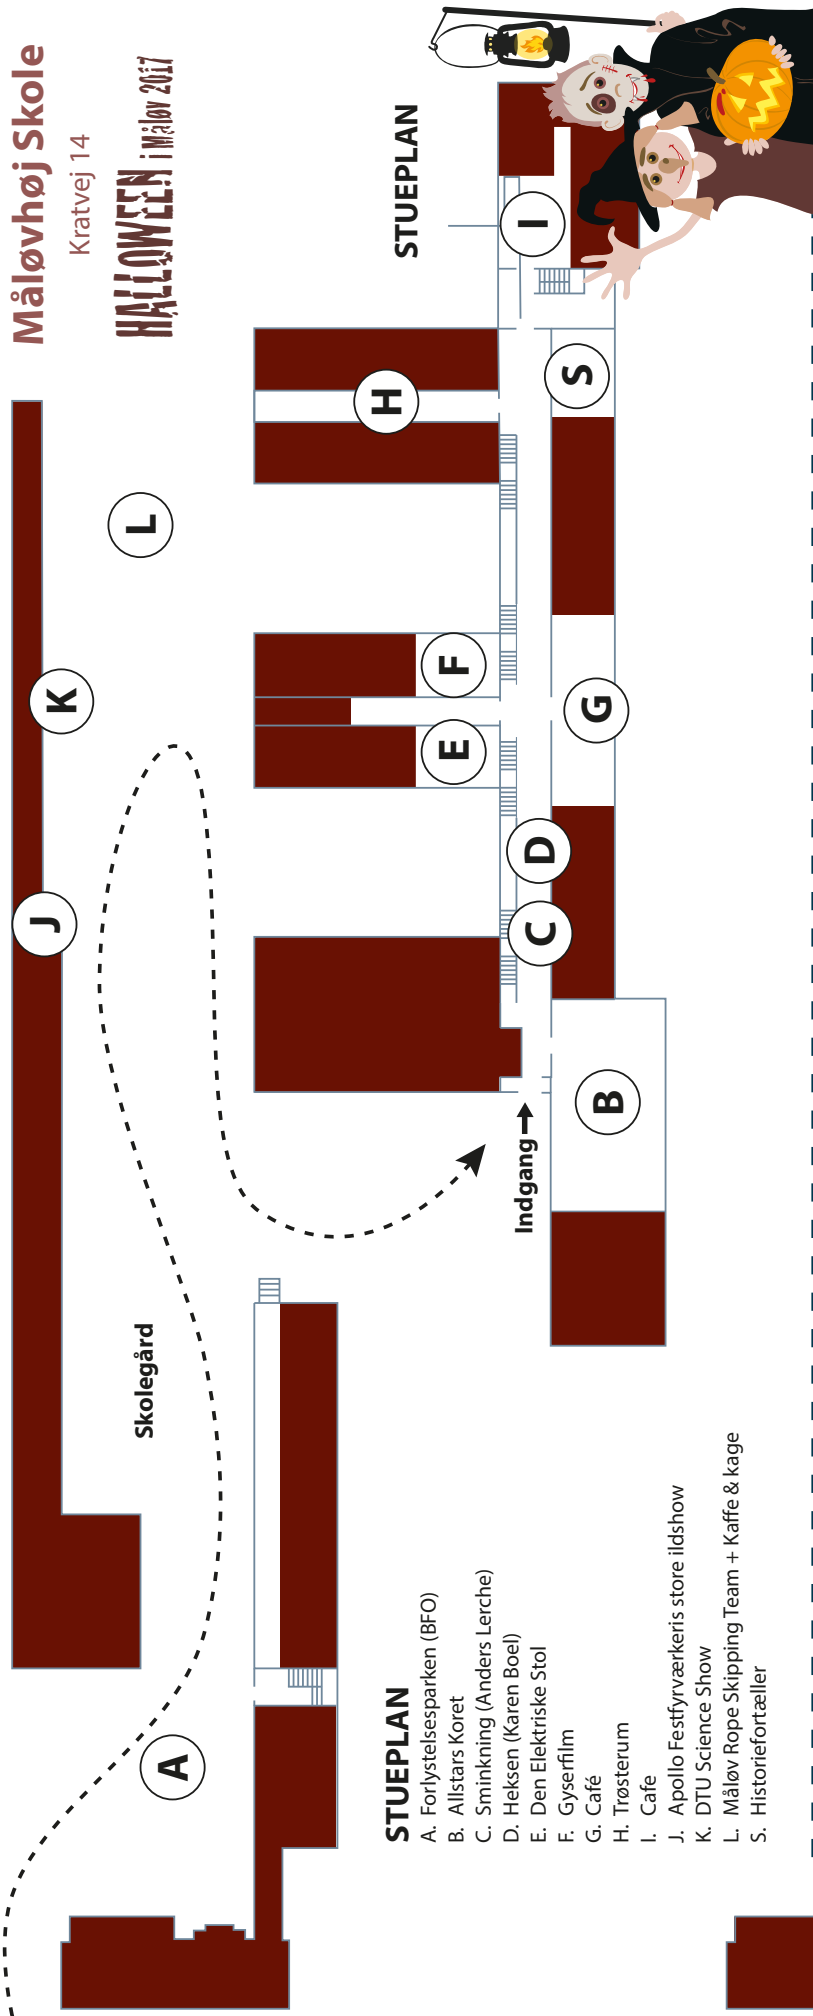 Måløvhøj Skole
Kratvej 14
HALLOWEEN i Måløv 2017
STUEPLAN
A
B
C
D
E
F
G
H
I
J
K
L
S
Skolegård
Indgang
STUEPLAN
A. Forlystelsesparken (BFO)
B. Allstars Koret
C. Sminkning (Anders Lerche)
D. Heksen (Karen Boel)
E. Den Elektriske Stol
F. Gyserfilm
G. Café
H. Trøsterum
I. Cafe
J. Apollo Festfyrværkeris store ildshow
K. DTU Science Show
L. Måløv Rope Skipping Team + Kaffe & kage
S. Historiefortæller